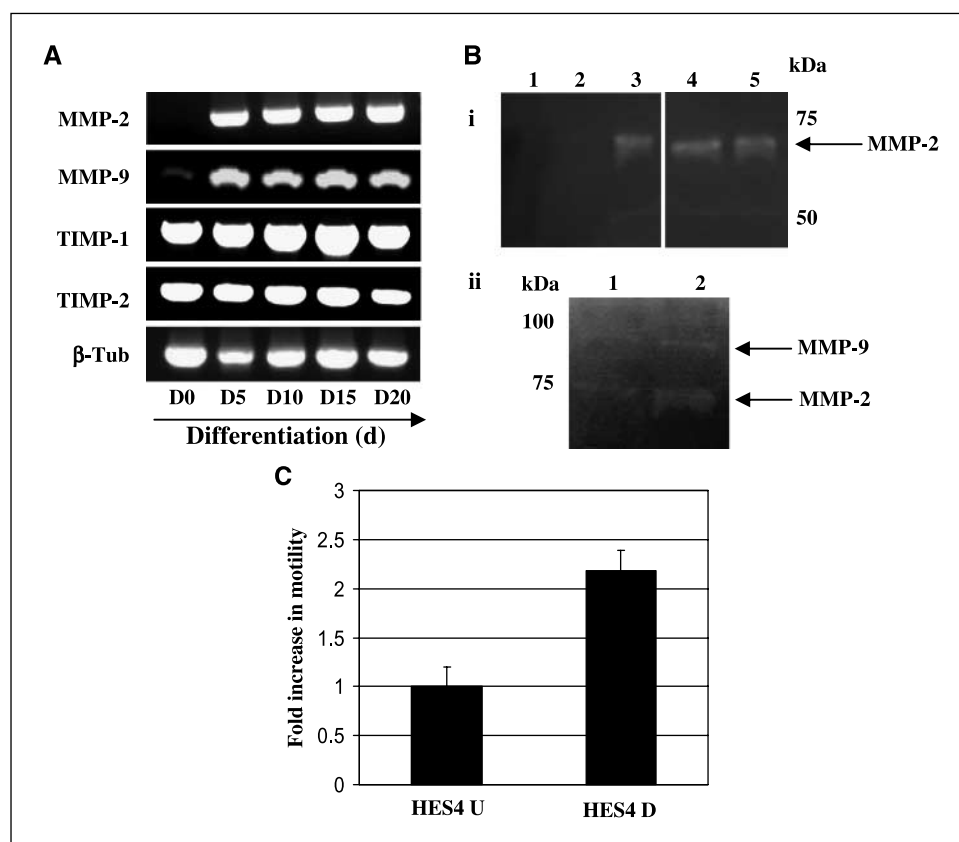 A
MMP-2
MMP-9
TIMP-1
TIMP-2
β-Tub
D0 D5 D10 D15 D20
Differentiation (d)
B
i
1 2 3 4 5 kDa
75
MMP-2
50
ii
kDa 1 2
100
MMP-9
75
MMP-2
C
Fold increase in motility
3
2.5
2
1.5
1
0.5
0
HES4 U HES4 D